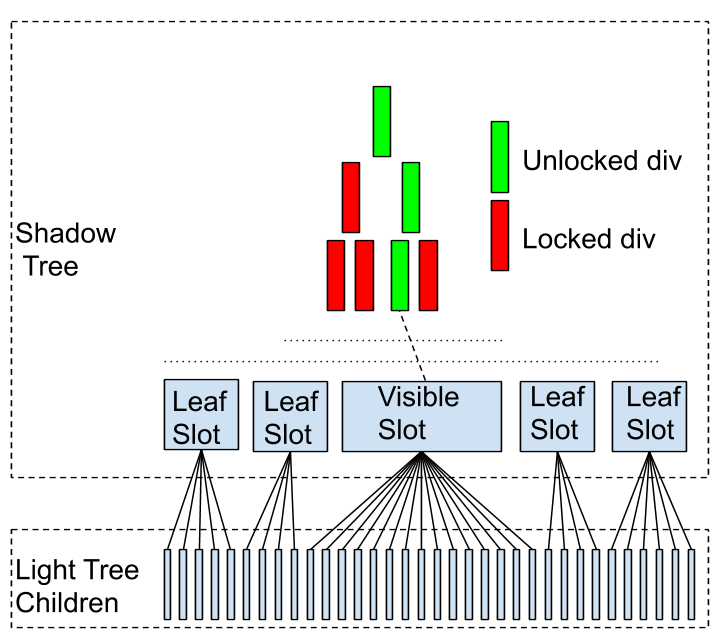 Unlocked div
Locked div
Shadow
Tree
Leaf
Slot
Leaf
Slot
Visible
Slot
Leaf
Slot
Leaf
Slot
Light Tree
Children